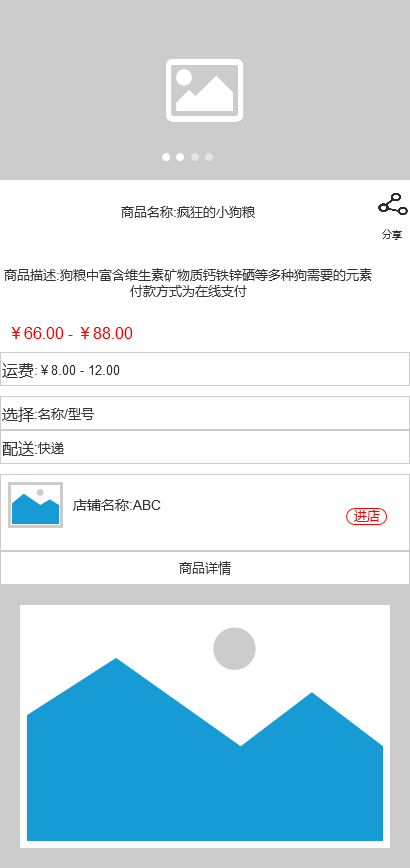 商品名称:疯狂的小狗粮
分享
商品描述:狗粮中富含维生素矿物质钙铁锌硒等多种狗需要的元素
付款方式为在线支付
￥66.00 - ￥88.00
运费:￥8.00 - 12.00
选择:名称/型号
配送:快递
店铺名称:ABC
进店
商品详情